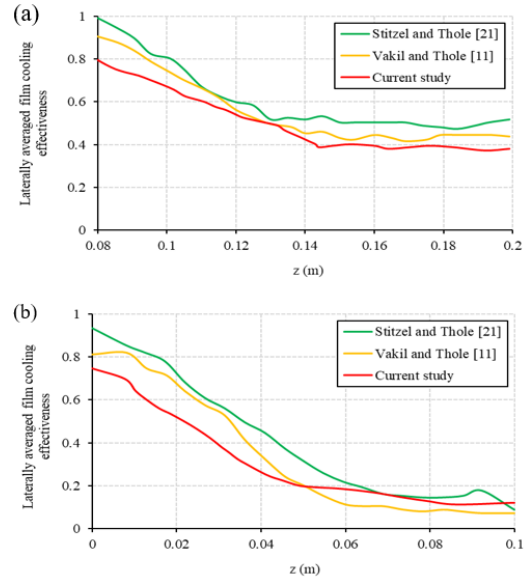 (a)
Stitzel and Thole [21]
Vakil and Thole [11]
Current study
Laterally averaged film cooling
effectiveness
1
0.8
0.6
0.4
0.2
0
0.08
0.1
0.12
0.14
0.16
0.18
0.2
z (m)
(b)
Stitzel and Thole [21]
Vakil and Thole [11]
Current study
Laterally averaged film cooling
effectiveness
1
0.8
0.6
0.4
0.2
0
0
0.02
0.04
0.06
0.08
0.1
z (m)